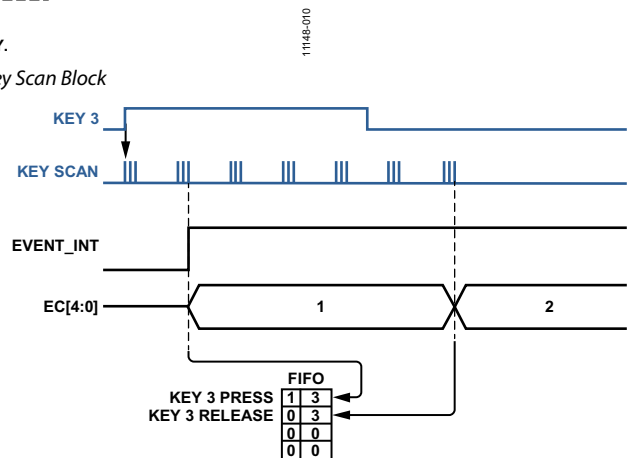 11148-010
y.
ey Scan Block
KEY 3
KEY SCAN
EVENT_INT
EC[4:0]
1
2
FIFO
KEY 3 PRESS 1 3
KEY 3 RELEASE 0 3
0 0
0 0